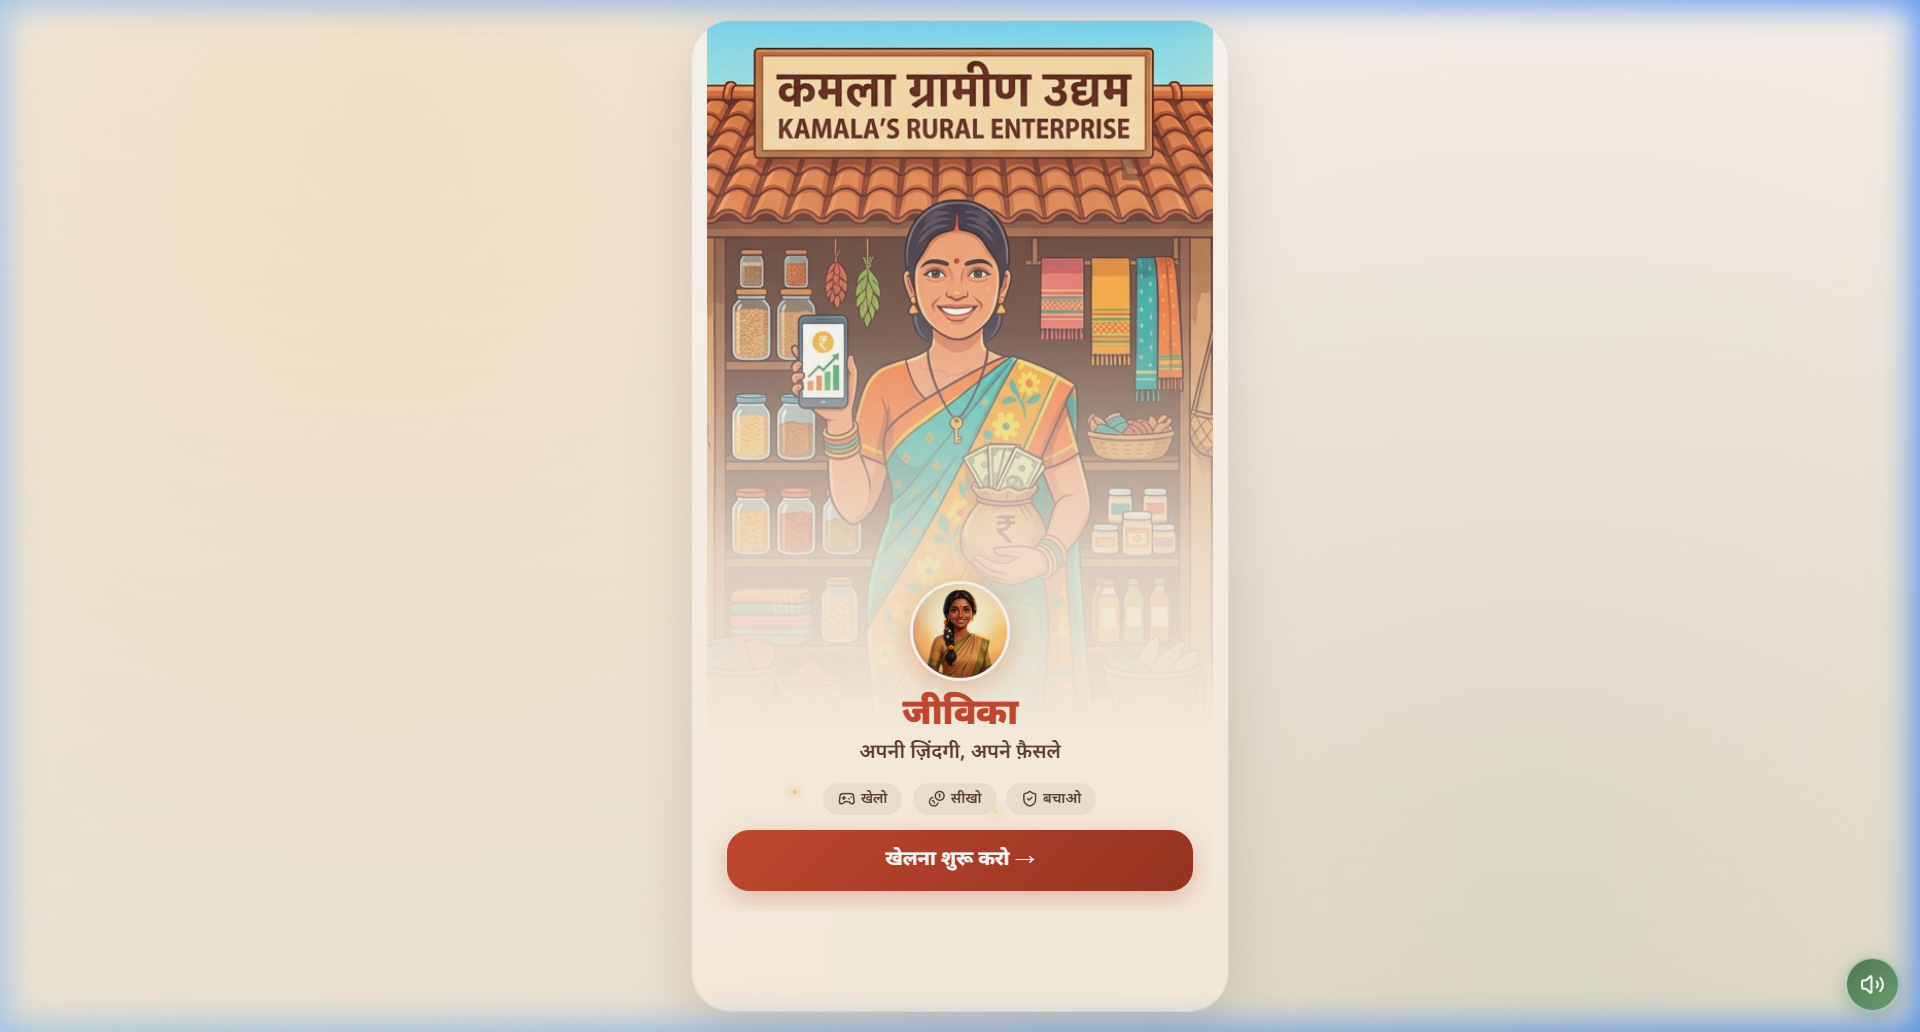 कमला ग्रामीण उद्यम
KAMALA'S RURAL ENTERPRISE
₹
₹
जीविका
अपनी ज़िंदगी, अपने फ़ैसले
खेलो
सीखो
बचाओ
खेलना शुरू करो →